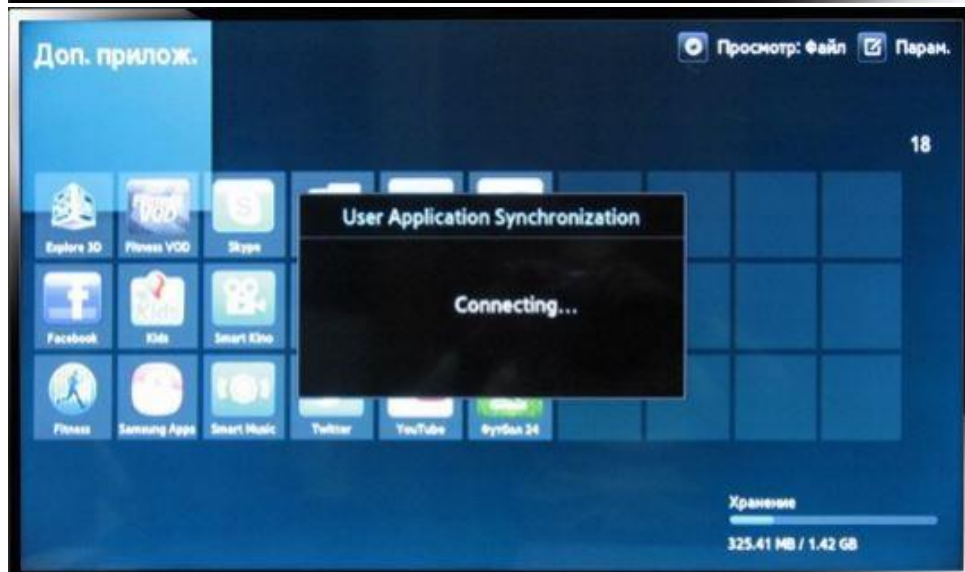 Доп. прилож.
Просмотр: Файл
Парам.
18
Explore 3D
Fitness VOD
Skype
User Application Synchronization
Connecting...
Facebook
Kids
Smart Kino
Fitness
Samsung Apps
Smart Music
Twitter
YouTube
Футбол 24
Хранение
325.41 MB / 1.42 GB